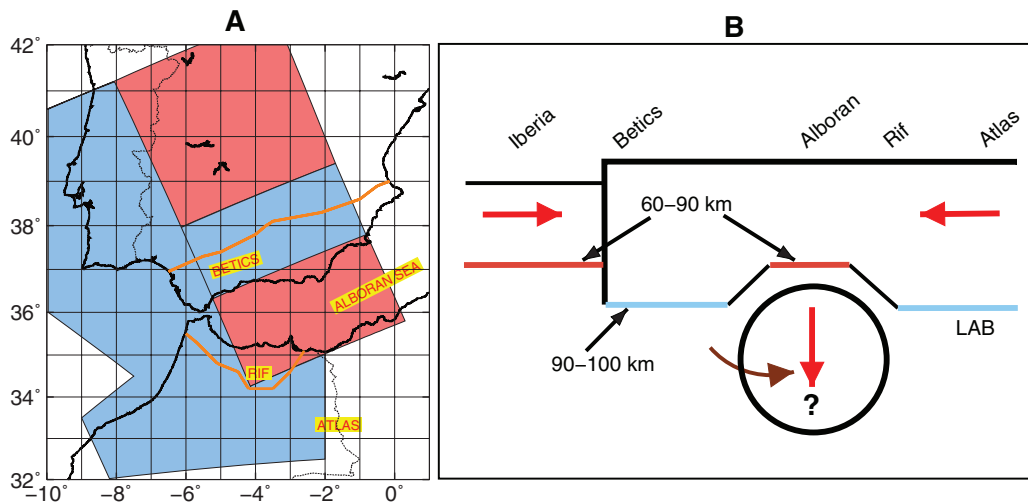 A
42°
40°
38°
36°
34°
32°
−10°
−8°
−6°
−4°
−2°
0°
BETICS
ALBORAN SEA
RIF
ATLAS
B
Iberia
Betics
Alboran
Rif
Atlas
60−90 km
90−100 km
LAB
?